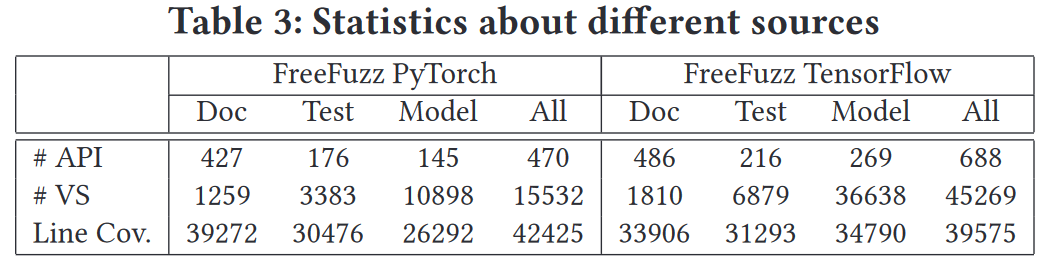 Table 3: Statistics about different sources
FreeFuzz PyTorch FreeFuzz TensorFlow
Doc Test Model All Doc Test Model All
# API 427 176 145 470 486 216 269 688
# VS 1259 3383 10898 15532 1810 6879 36638 45269
Line Cov. 39272 30476 26292 42425 33906 31293 34790 39575